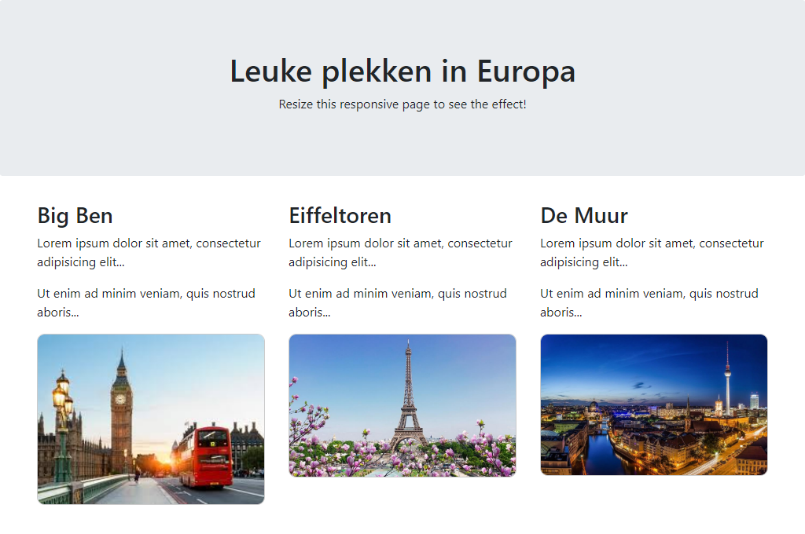 Leuke plekken in Europa
Resize this responsive page to see the effect!
Big Ben
Lorem ipsum dolor sit amet, consectetur
adipisicing elit...
Ut enim ad minim veniam, quis nostrud
aboris...
Eiffeltoren
Lorem ipsum dolor sit amet, consectetur
adipisicing elit...
Ut enim ad minim veniam, quis nostrud
aboris...
De Muur
Lorem ipsum dolor sit amet, consectetur
adipisicing elit...
Ut enim ad minim veniam, quis nostrud
aboris...